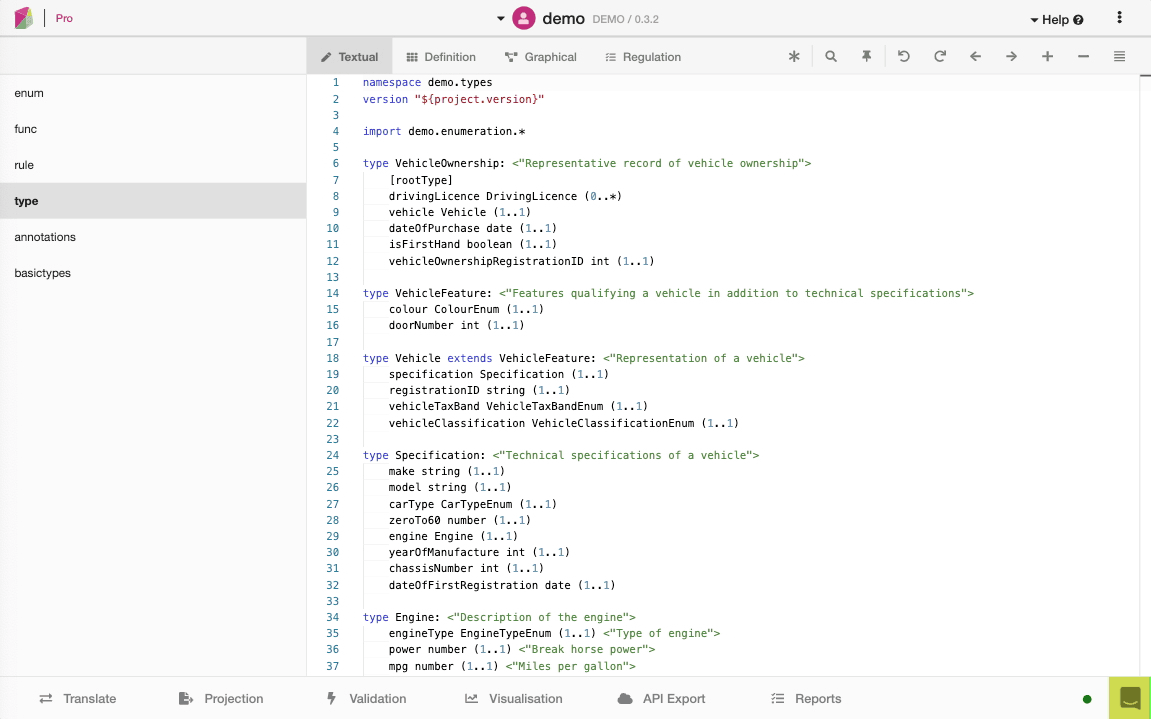 Pro
demo DEMO / 0.3.2
Help
Textual Definition Graphical Regulation
enum
func
rule
type
annotations
basictypes
1 namespace demo.types
2 version "${project.version}"
3
4 import demo.enumeration.*
5
6 type VehicleOwnership: <"Representative record of vehicle ownership">
7 [rootType]
8 drivingLicence DrivingLicence (0..*)
9 vehicle Vehicle (1..1)
10 dateOfPurchase date (1..1)
11 isFirstHand boolean (1..1)
12 vehicleOwnershipRegistrationID int (1..1)
13
14 type VehicleFeature: <"Features qualifying a vehicle in addition to technical specifications">
15 colour ColourEnum (1..1)
16 doorNumber int (1..1)
17
18 type Vehicle extends VehicleFeature: <"Representation of a vehicle">
19 specification Specification (1..1)
20 registrationID string (1..1)
21 vehicleTaxBand VehicleTaxBandEnum (1..1)
22 vehicleClassification VehicleClassificationEnum (1..1)
23
24 type Specification: <"Technical specifications of a vehicle">
25 make string (1..1)
26 model string (1..1)
27 carType CarTypeEnum (1..1)
28 zeroTo60 number (1..1)
29 engine Engine (1..1)
30 yearOfManufacture int (1..1)
31 chassisNumber int (1..1)
32 dateOfFirstRegistration date (1..1)
33
34 type Engine: <"Description of the engine">
35 engineType EngineTypeEnum (1..1) <"Type of engine">
36 power number (1..1) <"Break horse power">
37 mpg number (1..1) <"Miles per gallon">
Translate Projection Validation Visualisation API Export Reports